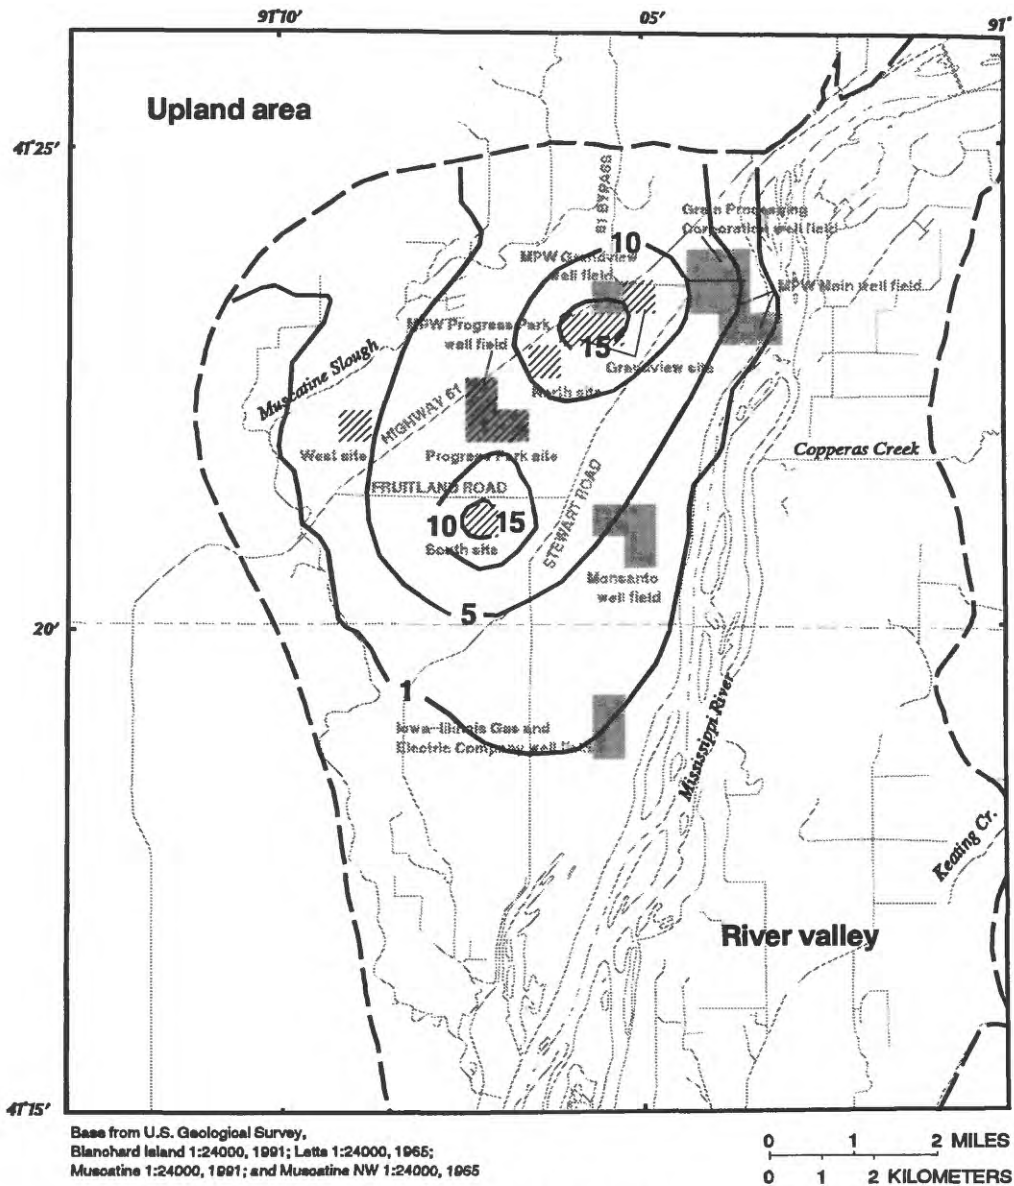 91°10'
05'
91°
Upland area
41°25'
61 BYPASS
Grain Processing
Corporation well field
10
MPW Grandview
well field
MPW Main well field
MPW Progress Park
well field
15
Grandview site
Muscatine Slough
North site
HIGHWAY 61
Copperas Creek
West site
Progress Park site
FRUITLAND ROAD
STEWART ROAD
10
15
South site
Monsanto
well field
5
20'
1
Iowa-Illinois Gas and
Electric Company well field
Mississippi River
Keating Cr.
River valley
41°15'
Base from U.S. Geological Survey,
Blanchard Island 1:24000, 1991; Letts 1:24000, 1965;
Muscatine 1:24000, 1991; and Muscatine NW 1:24000, 1965
0 1 2 MILES
0 1 2 KILOMETERS